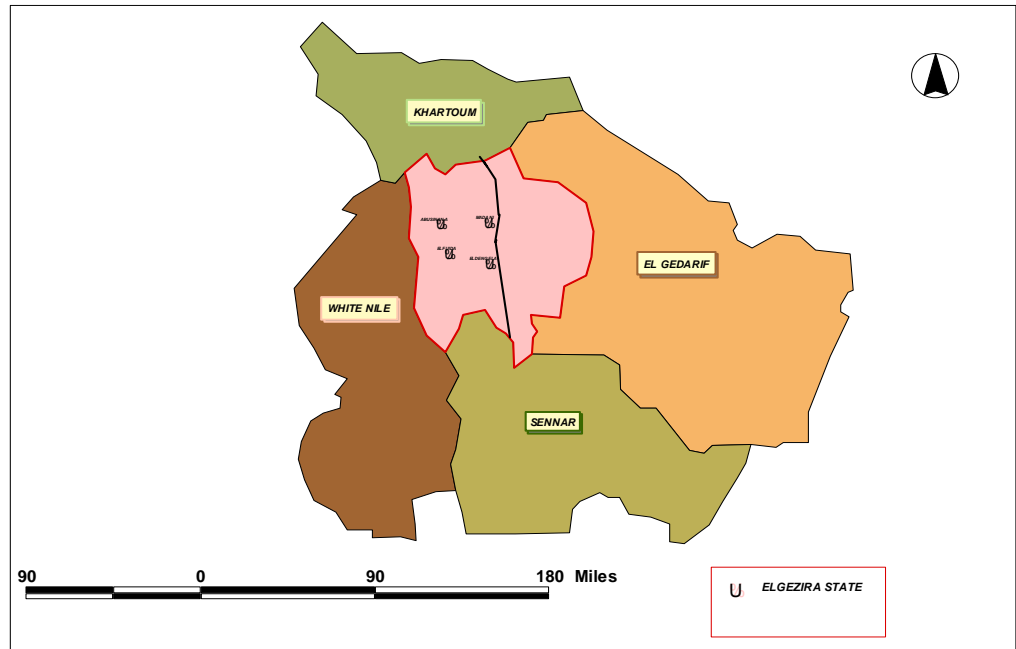 KHARTOUM
EL GEDARIF
WHITE NILE
SENNAR
90 0 90 180 Miles
U ELGEZIRA STATE